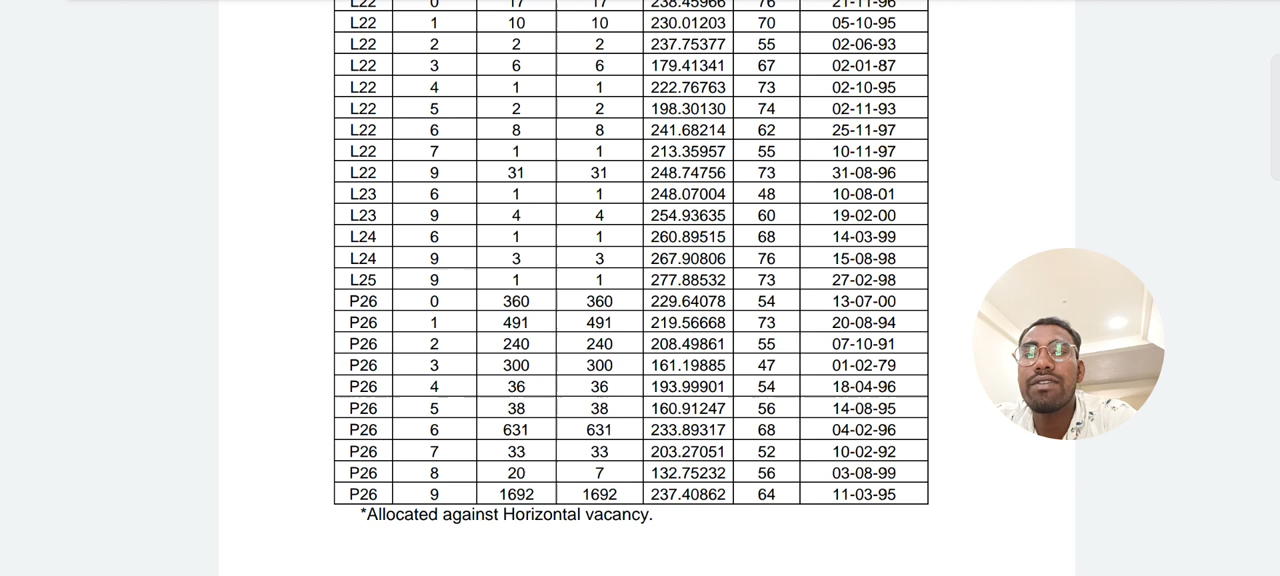 L22 0 17 17 238.45966 76 21-11-96
L22 1 10 10 230.01203 70 05-10-95
L22 2 2 2 237.75377 55 02-06-93
L22 3 6 6 179.41341 67 02-01-87
L22 4 1 1 222.76763 73 02-10-95
L22 5 2 2 198.30130 74 02-11-93
L22 6 8 8 241.68214 62 25-11-97
L22 7 1 1 213.35957 55 10-11-97
L22 9 31 31 248.74756 73 31-08-96
L23 6 1 1 248.07004 48 10-08-01
L23 9 4 4 254.93635 60 19-02-00
L24 6 1 1 260.89515 68 14-03-99
L24 9 3 3 267.90806 76 15-08-98
L25 9 1 1 277.88532 73 27-02-98
P26 0 360 360 229.64078 54 13-07-00
P26 1 491 491 219.56668 73 20-08-94
P26 2 240 240 208.49861 55 07-10-91
P26 3 300 300 161.19885 47 01-02-79
P26 4 36 36 193.99901 54 18-04-96
P26 5 38 38 160.91247 56 14-08-95
P26 6 631 631 233.89317 68 04-02-96
P26 7 33 33 203.27051 52 10-02-92
P26 8 20 7 132.75232 56 03-08-99
P26 9 1692 1692 237.40862 64 11-03-95
*Allocated against Horizontal vacancy.